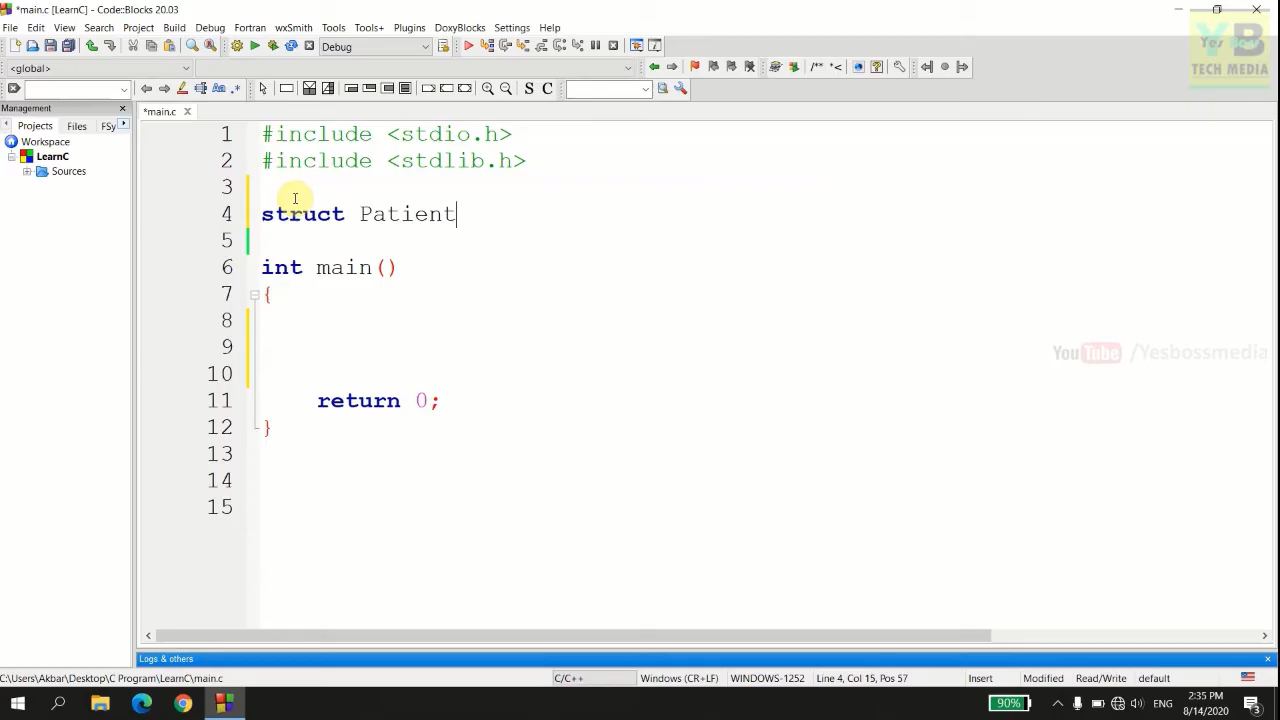 *main.c [LearnC] - Code::Blocks 20.03
File Edit View Search Project Build Debug Fortran wxSmith Tools Tools+ Plugins DoxyBlocks Settings Help
Debug
<global>
/** *<
S C
Management
*main.c
Projects Files FSy
Workspace
LearnC
Sources
1 #include <stdio.h>
2 #include <stdlib.h>
3
4 struct Patient
5
6 int main()
7 {
8
9
10
11 return 0;
12 }
13
14
15
YB
Yes Boss
TECH MEDIA
YouTube /Yesbossmedia
Logs & others
C:\Users\Akbar\Desktop\C Program\LearnC\main.c C/C++ Windows (CR+LF) WINDOWS-1252 Line 4, Col 15, Pos 57 Insert Modified Read/Write default
90% ENG 2:35 PM
8/14/2020 3